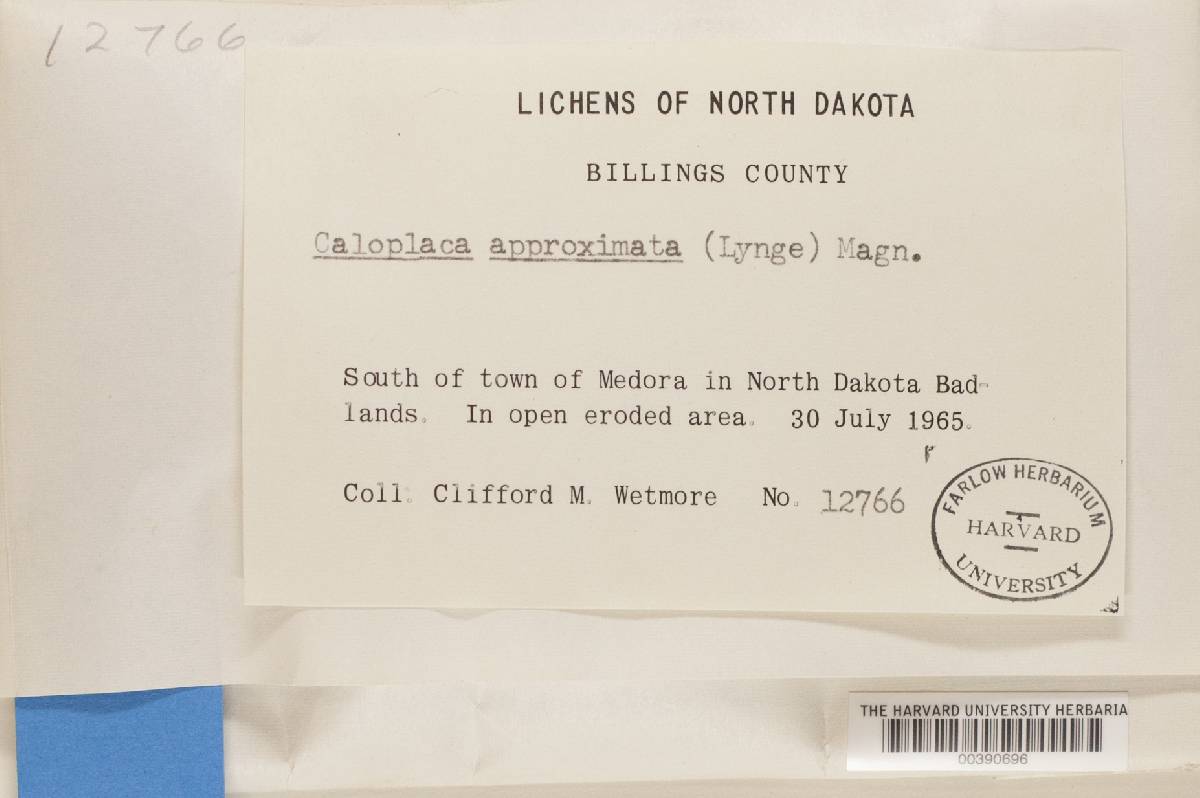 12766
LICHENS OF NORTH DAKOTA
BILLINGS COUNTY
Caloplaca approximata (Lynge) Magn.
South of town of Medora in North Dakota Bad-
lands. In open eroded area. 30 July 1965.
Coll. Clifford M. Wetmore No. 12766
FARLOW HERBARIUM
HARVARD
UNIVERSITY
THE HARVARD UNIVERSITY HERBARIA
00390696